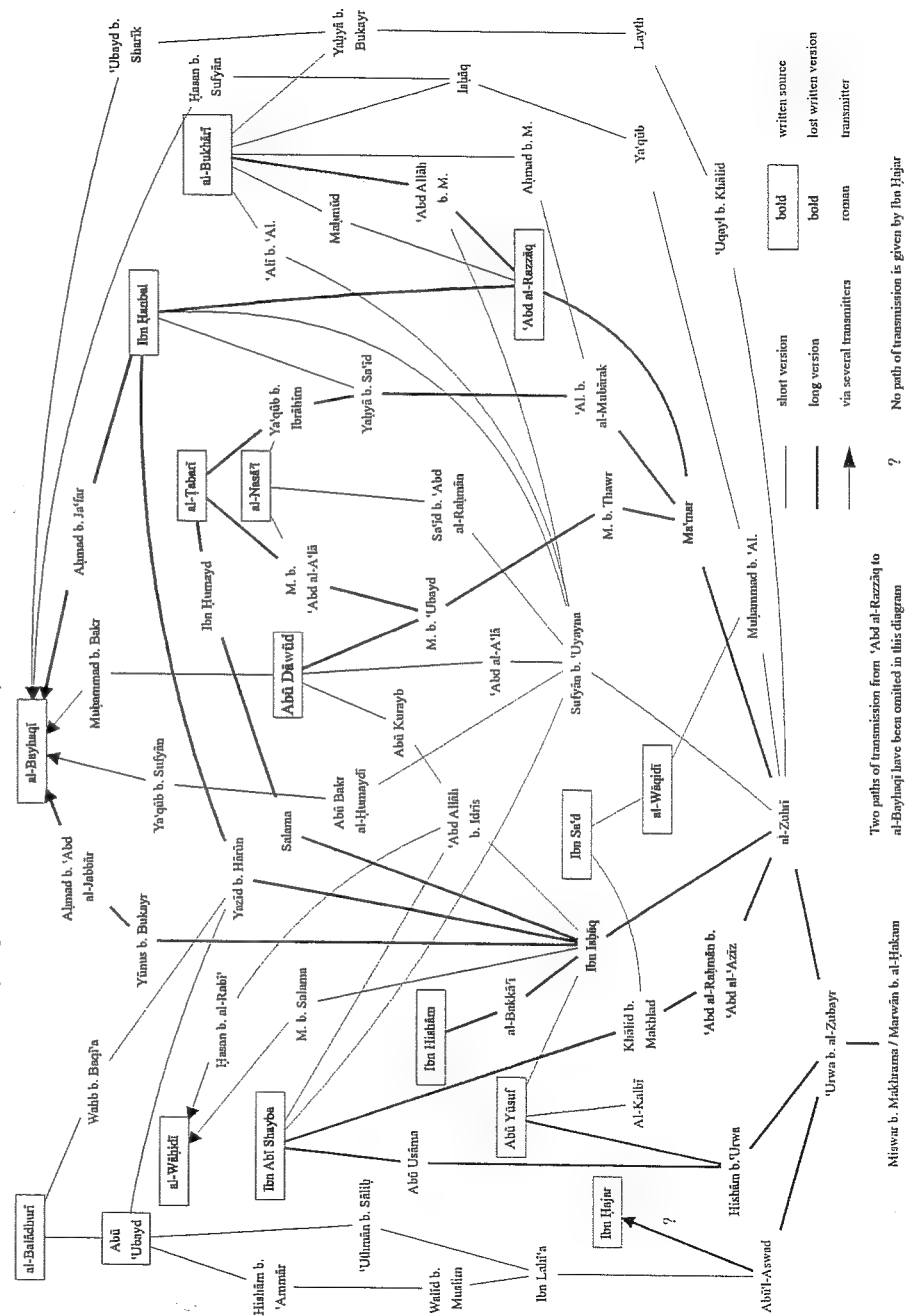 al-Balādhurī
Wahb b. Baqī'a
Abū
'Ubayd
Hishām b.
'Ammār
'Uthmān b. Ṣāliḥ
Walīd b.
Muslim
Ibn Lahī'a
Abū'l-Aswad
al-Wāḥidī
Ḥasan b. al-Rabī'
M. b. Salama
Ibn Abī Shayba
Abū Usāma
Ibn Ḥajar
?
Hishām b. 'Urwa
Abū Yūsuf
Al-Kalbī
Ibn Hishām
al-Bakkā'ī
Khālid b.
Makhlad
'Abd al-Raḥmān b.
'Abd al-'Azīz
'Urwa b. al-Zubayr
Miswar b. Makhrama / Marwān b. al-Ḥakam
Aḥmad b. 'Abd
al-Jabbār
Yūnus b. Bukayr
Yazīd b. Hārūn
Salama
Ibn Isḥāq
al-Zuhrī
al-Bayhaqī
Ya'qūb b. Sufyān
Muḥammad b. Bakr
Aḥmad b. Ja'far
Ibn Ḥumayd
Abū Bakr
al-Ḥumaydī
'Abd Allāh
b. Idrīs
Abū Kurayb
Abū Dāwūd
'Abd al-A'lā
M. b. 'Ubayd
M. b.
'Abd al-A'lā
Sufyān b. 'Uyayna
Ibn Sa'd
al-Wāqidī
Muḥammad b. 'Al.
al-Ṭabarī
al-Nasā'ī
Ya'qūb b.
Ibrāhīm
Sa'īd b. 'Abd
al-Raḥmān
Yaḥyā b. Sa'īd
'Al. b.
al-Mubārak
M. b. Thawr
Ma'mar
Ibn Ḥanbal
'Abd al-Razzāq
al-Bukhārī
'Alī b. 'Al.
Maḥmūd
'Abd Allāh
b. M.
Aḥmad b. M.
Ḥasan b.
Sufyān
Isḥāq
Ya'qūb
'Ubayd b.
Sharīk
Yaḥyā b.
Bukayr
Layth
'Uqayl b. Khālid
short version
bold
written source
long version
bold
lost written version
via several transmitters
roman
transmitter
? No path of transmission is given by Ibn Ḥajar
Two paths of transmission from 'Abd al-Razzāq to
al-Bayhaqī have been omitted in this diagram